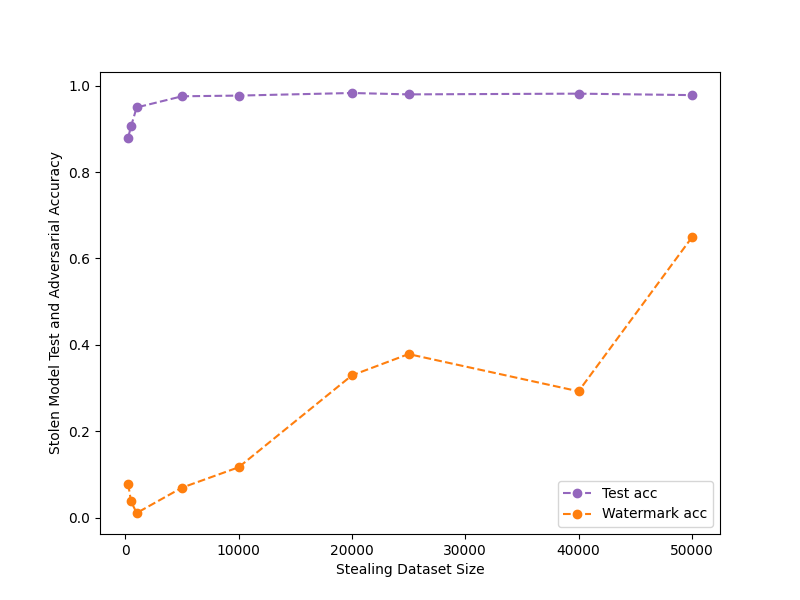 1.0
0.8
0.6
0.4
0.2
0.0
Stolen Model Test and Adversarial Accuracy
Test acc
Watermark acc
0 10000 20000 30000 40000 50000
Stealing Dataset Size